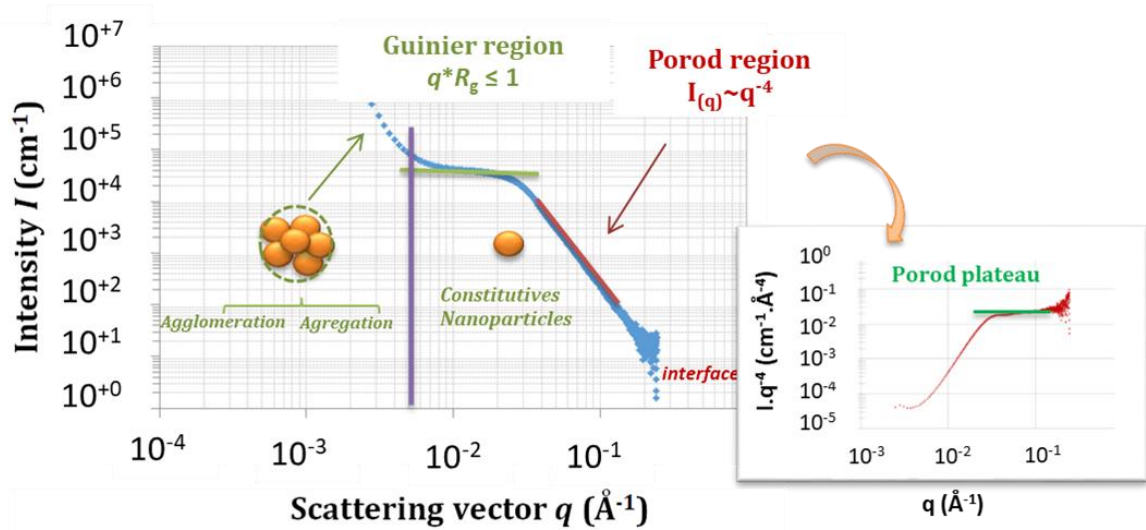 Guinier region
q*Rg ≤ 1
Porod region
I(q)~q-4
Intensity I (cm-1)
10+7
10+6
10+5
10+4
10+3
10+2
10+1
10+0
Agglomeration
Agregation
Constitutives
Nanoparticles
interface
10-4
10-3
10-2
10-1
Scattering vector q (Å-1)
Porod plateau
I.q-4 (cm-1.Å-4)
100
10-1
10-2
10-3
10-4
10-5
10-3
10-2
10-1
q (Å-1)